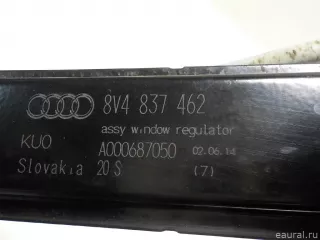 8V4 837 462
assy window regulator
KUO A000687050 02.06.14
Slovakia 20 S (7)
eaural.ru